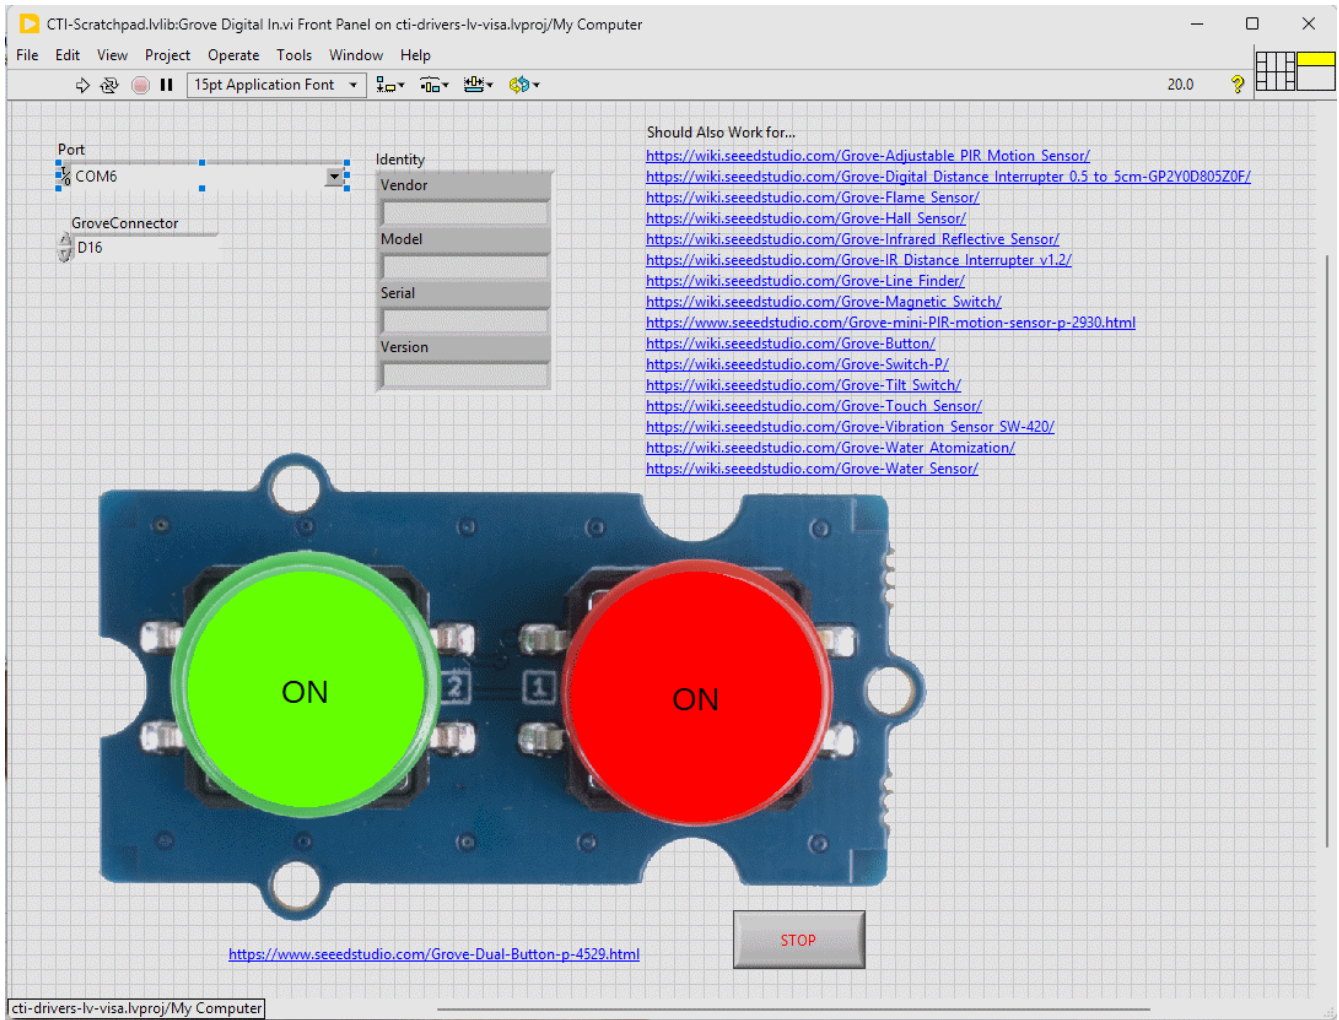 CTI-Scratchpad.lvlib:Grove Digital In.vi Front Panel on cti-drivers-lv-visa.lvproj/My Computer
File Edit View Project Operate Tools Window Help
15pt Application Font
20.0
Port
COM6
GroveConnector
D16
Identity
Vendor
Model
Serial
Version
Should Also Work for...
https://wiki.seeedstudio.com/Grove-Adjustable_PIR_Motion_Sensor/
https://wiki.seeedstudio.com/Grove-Digital_Distance_Interrupter_0.5_to_5cm-GP2Y0D805Z0F/
https://wiki.seeedstudio.com/Grove-Flame_Sensor/
https://wiki.seeedstudio.com/Grove-Hall_Sensor/
https://wiki.seeedstudio.com/Grove-Infrared_Reflective_Sensor/
https://wiki.seeedstudio.com/Grove-IR_Distance_Interrupter_v1.2/
https://wiki.seeedstudio.com/Grove-Line_Finder/
https://wiki.seeedstudio.com/Grove-Magnetic_Switch/
https://www.seeedstudio.com/Grove-mini-PIR-motion-sensor-p-2930.html
https://wiki.seeedstudio.com/Grove-Button/
https://wiki.seeedstudio.com/Grove-Switch-P/
https://wiki.seeedstudio.com/Grove-Tilt_Switch/
https://wiki.seeedstudio.com/Grove-Touch_Sensor/
https://wiki.seeedstudio.com/Grove-Vibration_Sensor_SW-420/
https://wiki.seeedstudio.com/Grove-Water_Atomization/
https://wiki.seeedstudio.com/Grove-Water_Sensor/
ON
2
1
ON
STOP
https://www.seeedstudio.com/Grove-Dual-Button-p-4529.html
cti-drivers-lv-visa.lvproj/My Computer